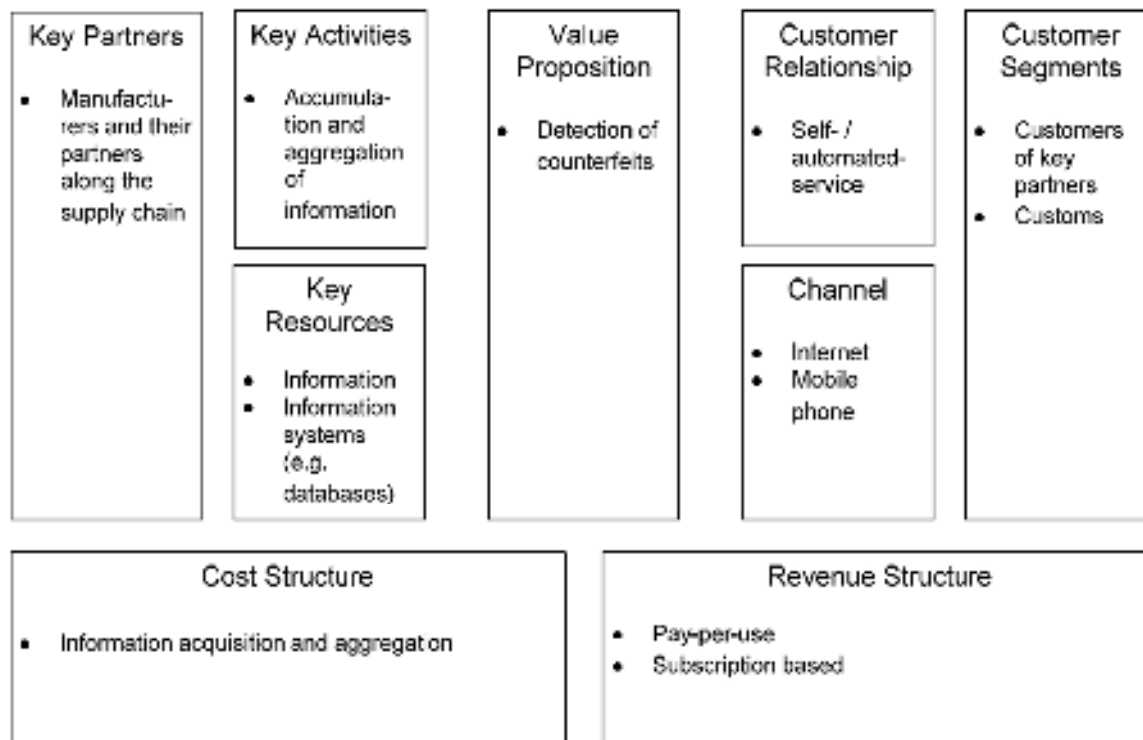 Key Partners
• Manufactu-
rers and their
partners
along the
supply chain
Key Activities
• Accumula-
tion and
aggregation
of
information
Key
Resources
• Information
• Information
systems
(e.g.
databases)
Value
Proposition
• Detection of
counterfeits
Customer
Relationship
• Self- /
automated-
service
Channel
• Internet
• Mobile
phone
Customer
Segments
• Customers
of key
partners
• Customs
Cost Structure
• Information acquisition and aggregation
Revenue Structure
• Pay-per-use
• Subscription based